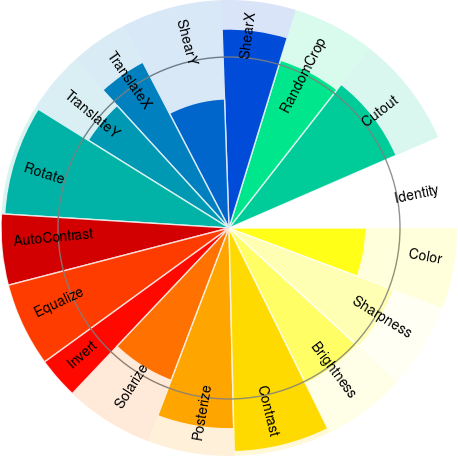 ShearX
RandomCrop
Cutout
Identity
Color
Sharpness
Brightness
Contrast
Posterize
Solarize
Invert
Equalize
AutoContrast
Rotate
TranslateY
TranslateX
ShearY